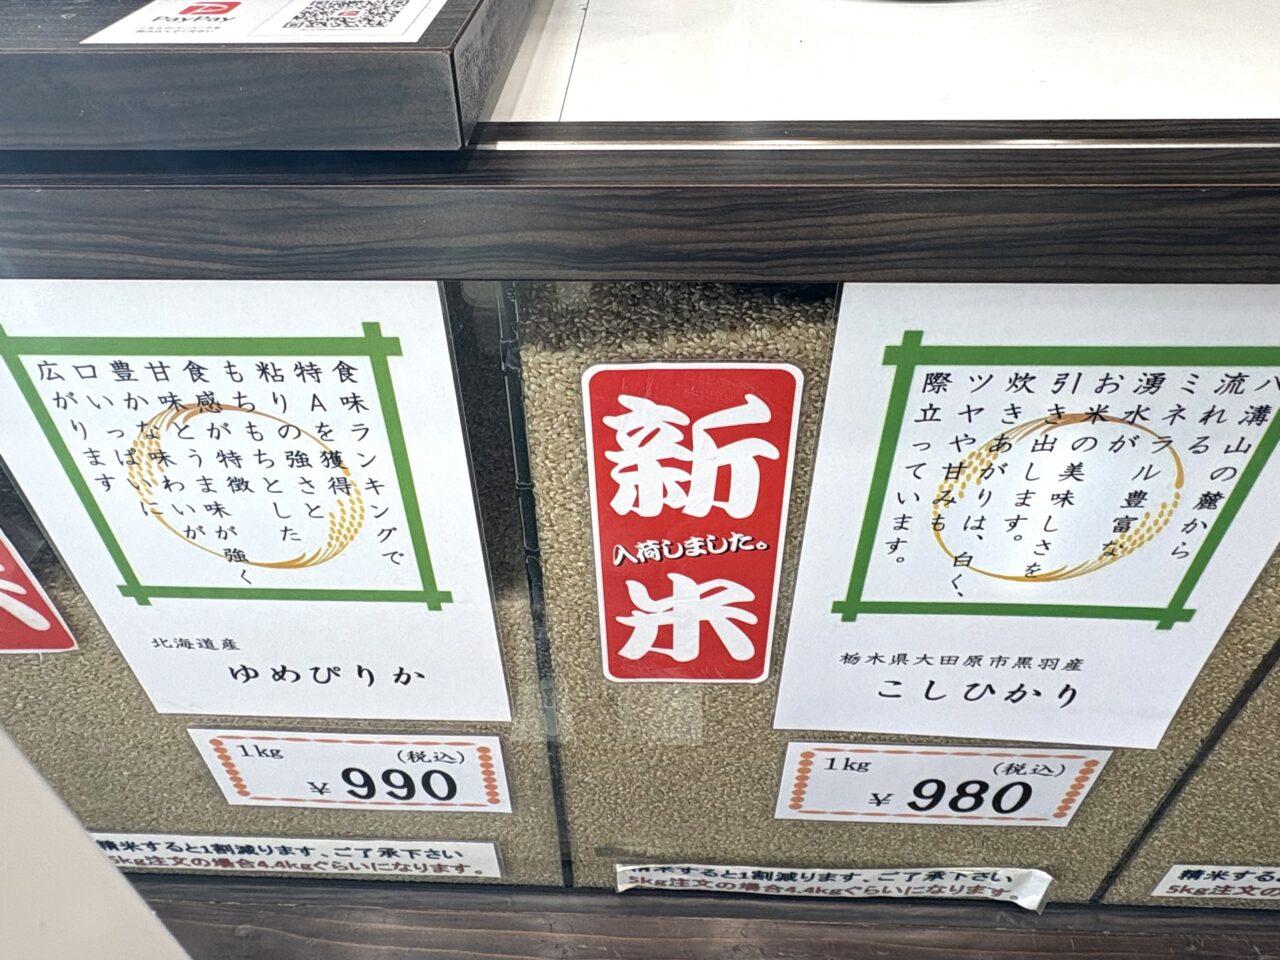 PayPay
食味ランキングで
特Aを獲得
粘りの強さと
もちもちとした
食感が特徴
甘味とうま味が強く
豊かな味わいが
口いっぱいに
広がります
北海道産
ゆめぴりか
1kg
(税込)
¥ 990
精米すると1割減ります、ご了承下さい
5kg注文の場合4.4kgぐらいになります。
新
入荷しました。
米
八溝山の麓から
流れる
ミネラル豊富な
湧水が
お米の美味しさを
引き出します。
炊きあがりは、白く、
ツヤや甘みも
際立っています。
栃木県大田原市黒羽産
こしひかり
1kg
(税込)
¥ 980
精米すると1割減ります、ご了承下さい
5kg注文の場合4.4kgぐらいになります。
精米する
5kg注文の